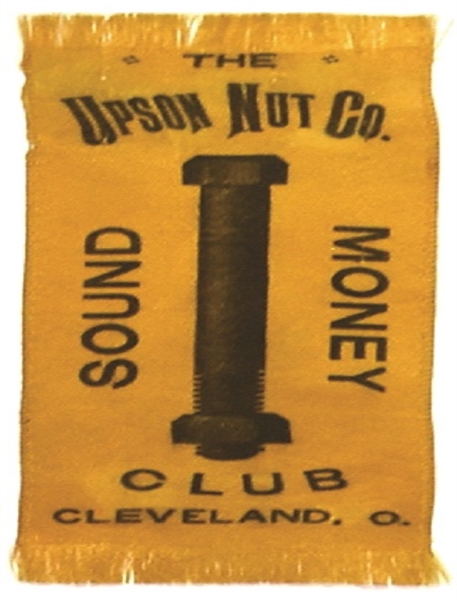 THE
UPSON NUT CO.
SOUND
MONEY
CLUB
CLEVELAND, O.